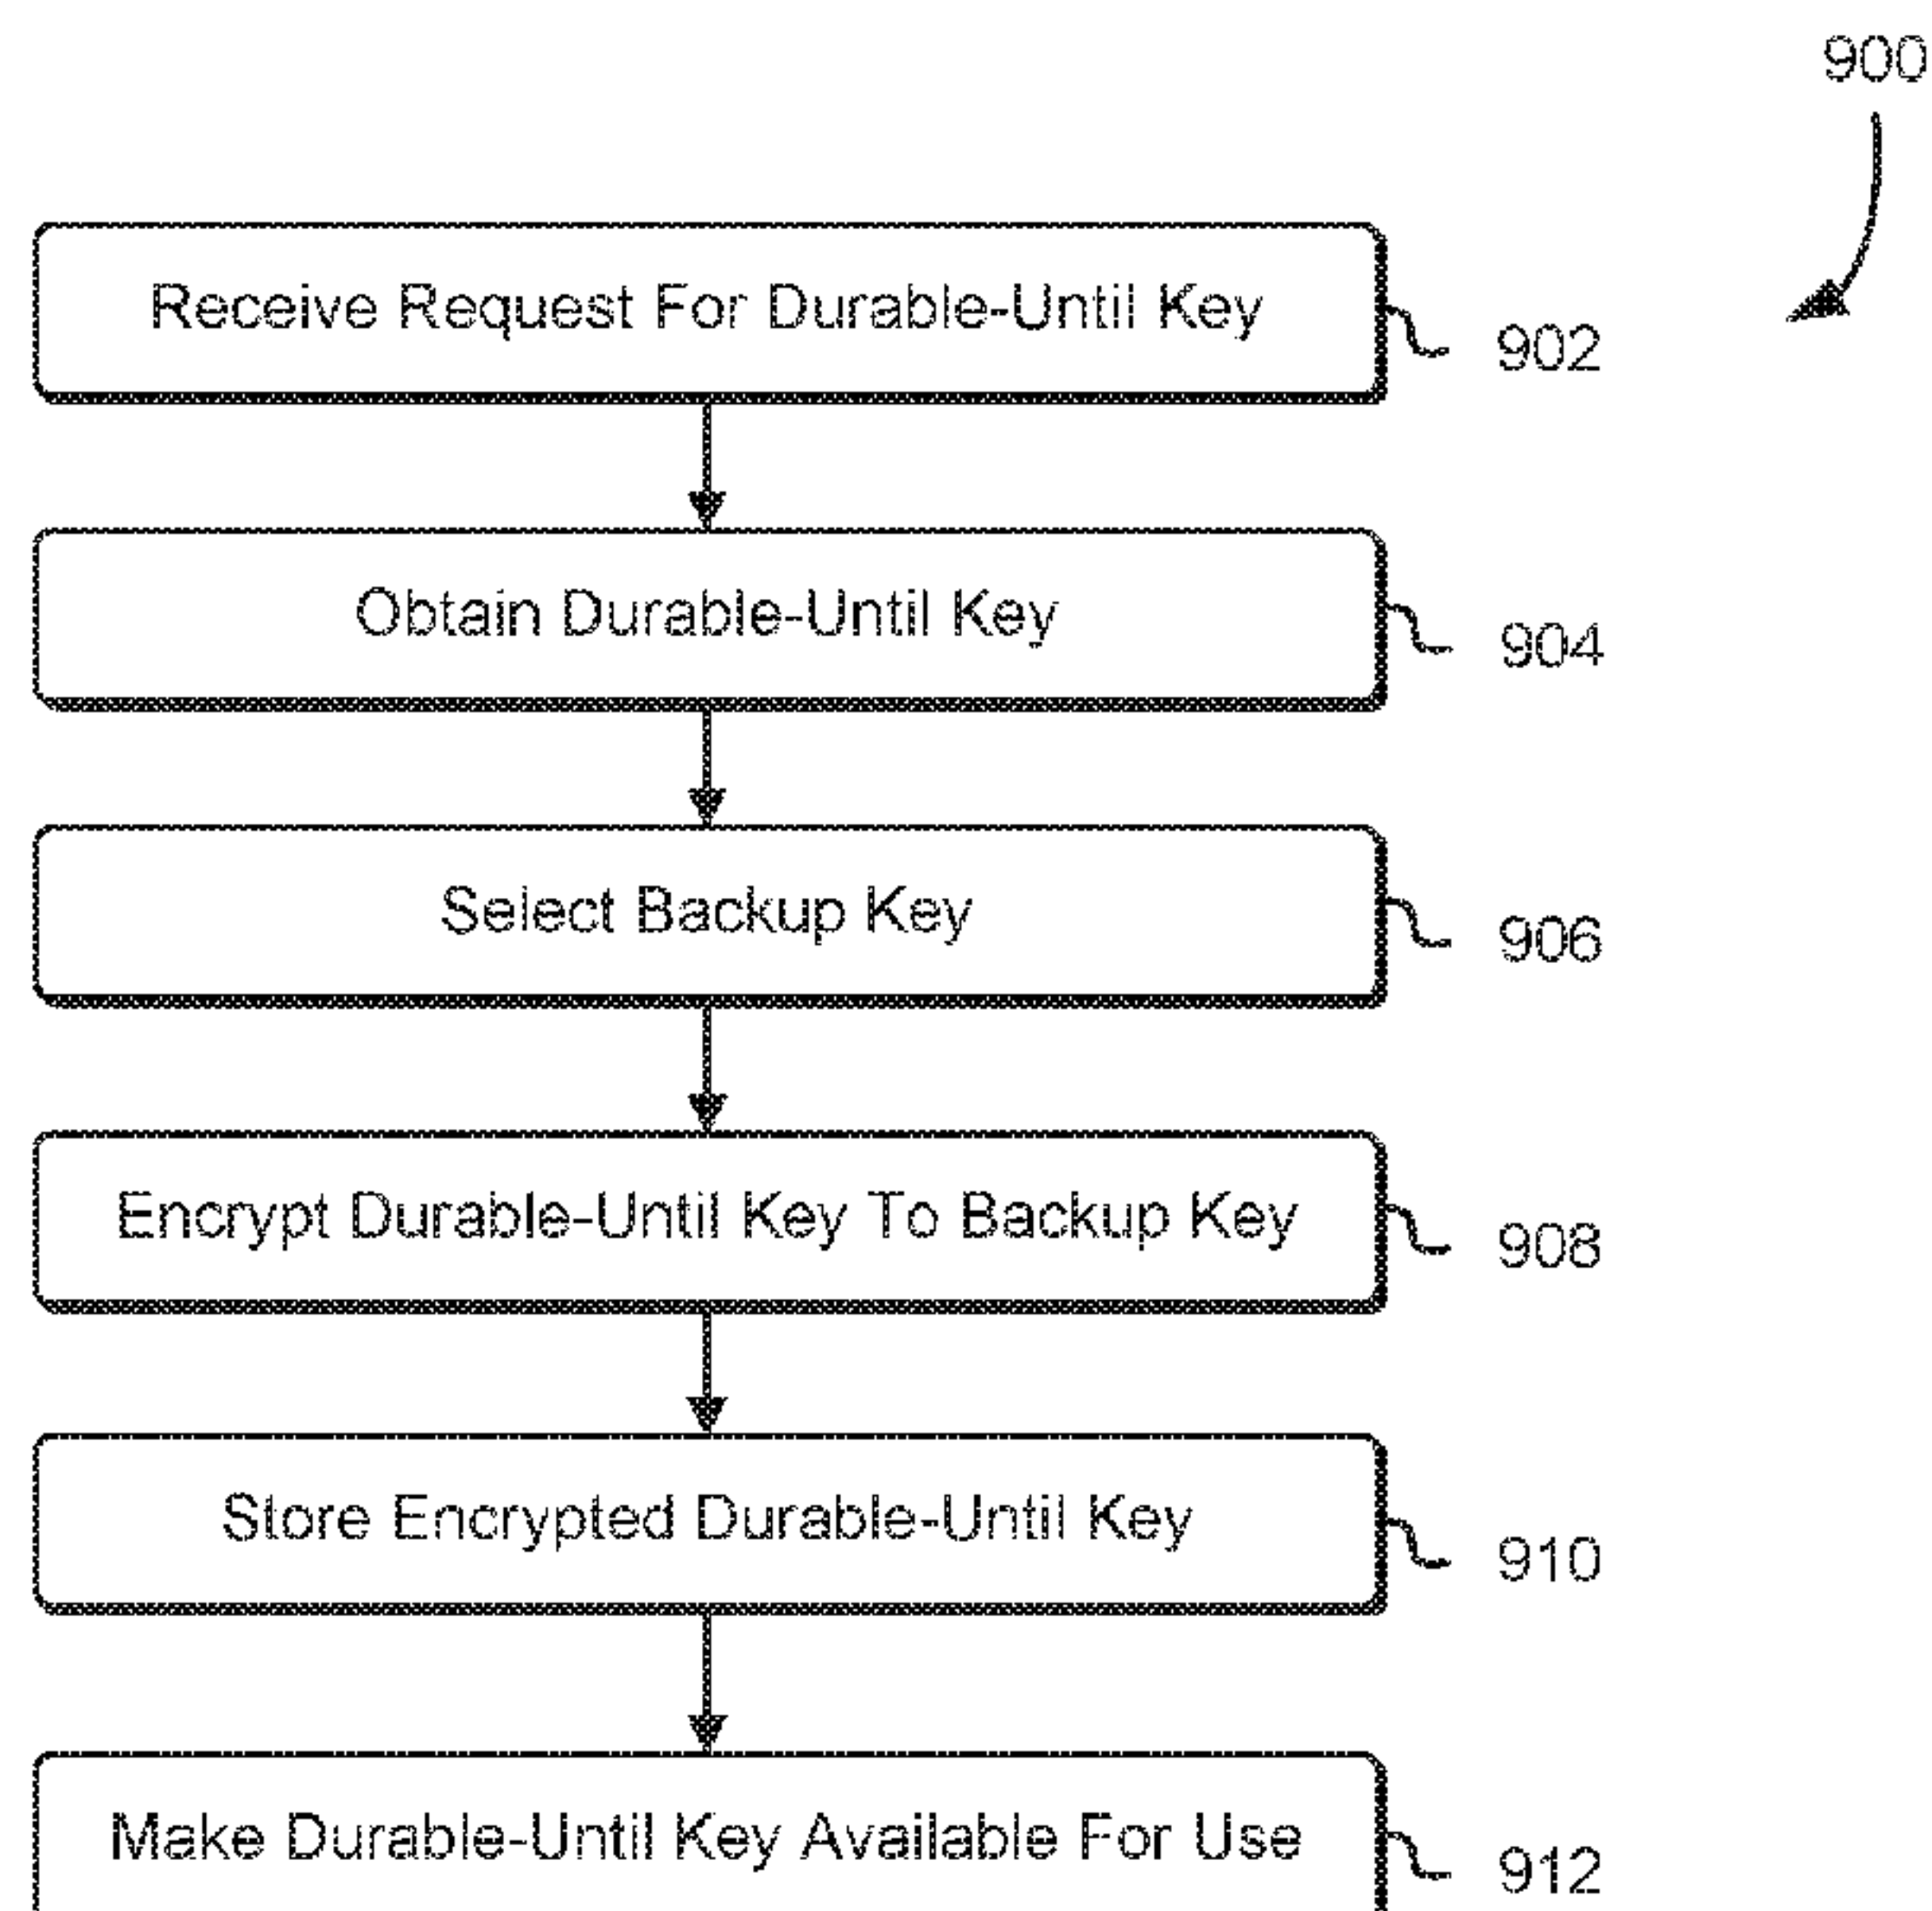 900
Receive Request For Durable-Until Key
902
Obtain Durable-Until Key
904
Select Backup Key
906
Encrypt Durable-Until Key To Backup Key
908
Store Encrypted Durable-Until Key
910
Make Durable-Until Key Available For Use
912